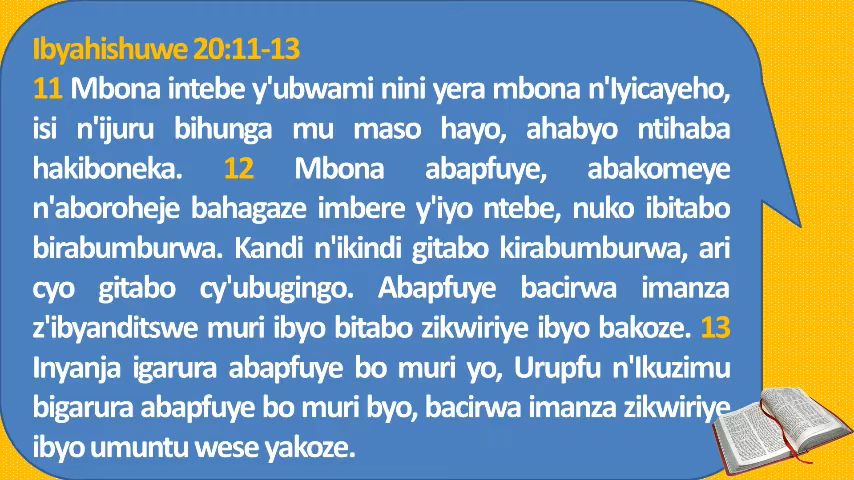 Ibyahishuwe 20:11-13
11 Mbona intebe y'ubwami nini yera mbona n'Iyicayeho,
isi n'ijuru bihunga mu maso hayo, ahabyo ntihaba
hakiboneka. 12 Mbona abapfuye, abakomeye
n'aboroheje bahagaze imbere y'iyo ntebe, nuko ibitabo
birabumburwa. Kandi n'ikindi gitabo kirabumburwa, ari
cyo gitabo cy'ubugingo. Abapfuye bacirwa imanza
z'ibyanditswe muri ibyo bitabo zikwiriye ibyo bakoze. 13
Inyanja igarura abapfuye bo muri yo, Urupfu n'Ikuzimu
bigarura abapfuye bo muri byo, bacirwa imanza zikwiriye
ibyo umuntu wese yakoze.